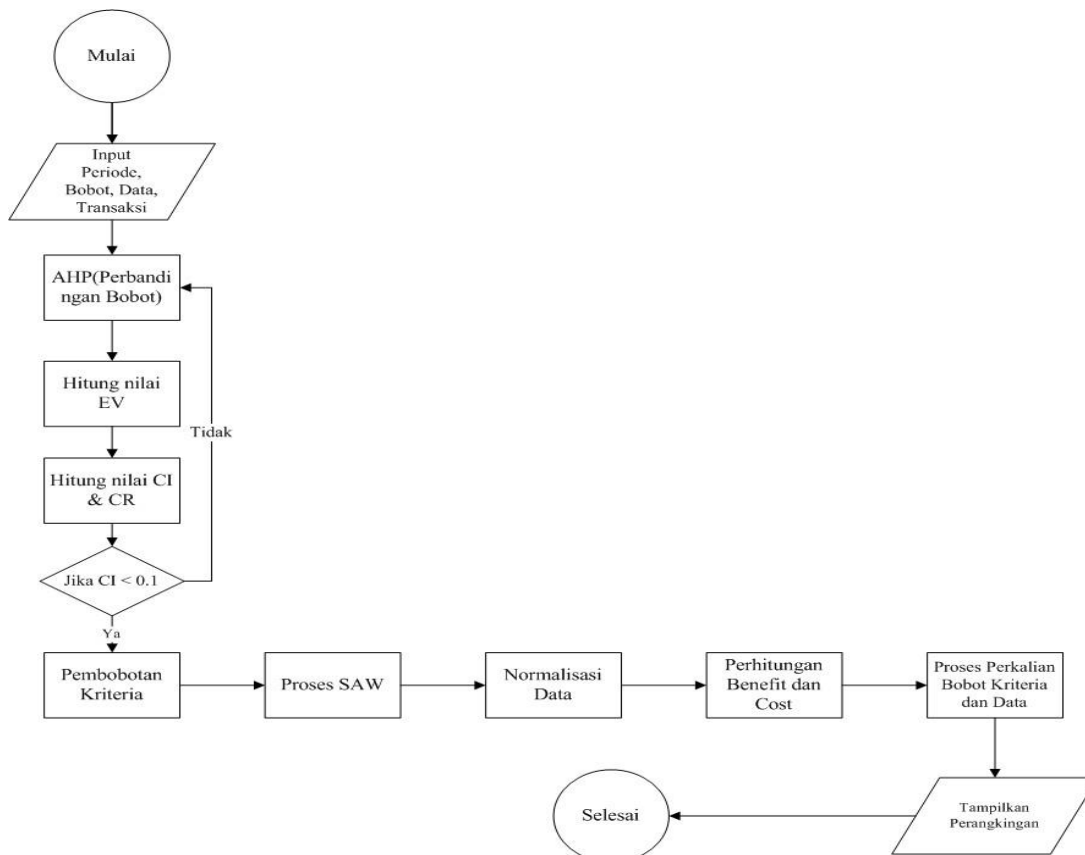 Mulai
Input
Periode,
Bobot, Data,
Transaksi
AHP(Perbandi
ngan Bobot)
Hitung nilai
EV
Tidak
Hitung nilai CI
& CR
Jika CI < 0.1
Ya
Pembobotan
Kriteria
Proses SAW
Normalisasi
Data
Perhitungan
Benefit dan
Cost
Proses Perkalian
Bobot Kriteria
dan Data
Tampilkan
Perangkingan
Selesai